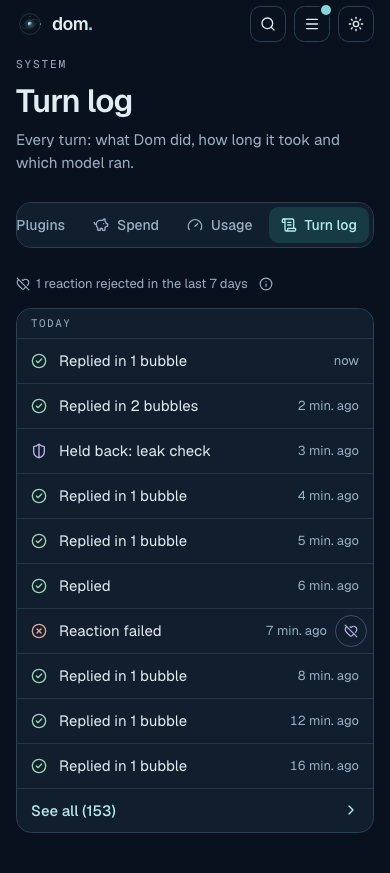 dom.
SYSTEM
Turn log
Every turn: what Dom did, how long it took and
which model ran.
Plugins Spend Usage Turn log
1 reaction rejected in the last 7 days
TODAY
Replied in 1 bubble now
Replied in 2 bubbles 2 min. ago
Held back: leak check 3 min. ago
Replied in 1 bubble 4 min. ago
Replied in 1 bubble 5 min. ago
Replied 6 min. ago
Reaction failed 7 min. ago
Replied in 1 bubble 8 min. ago
Replied in 1 bubble 12 min. ago
Replied in 1 bubble 16 min. ago
See all (153)